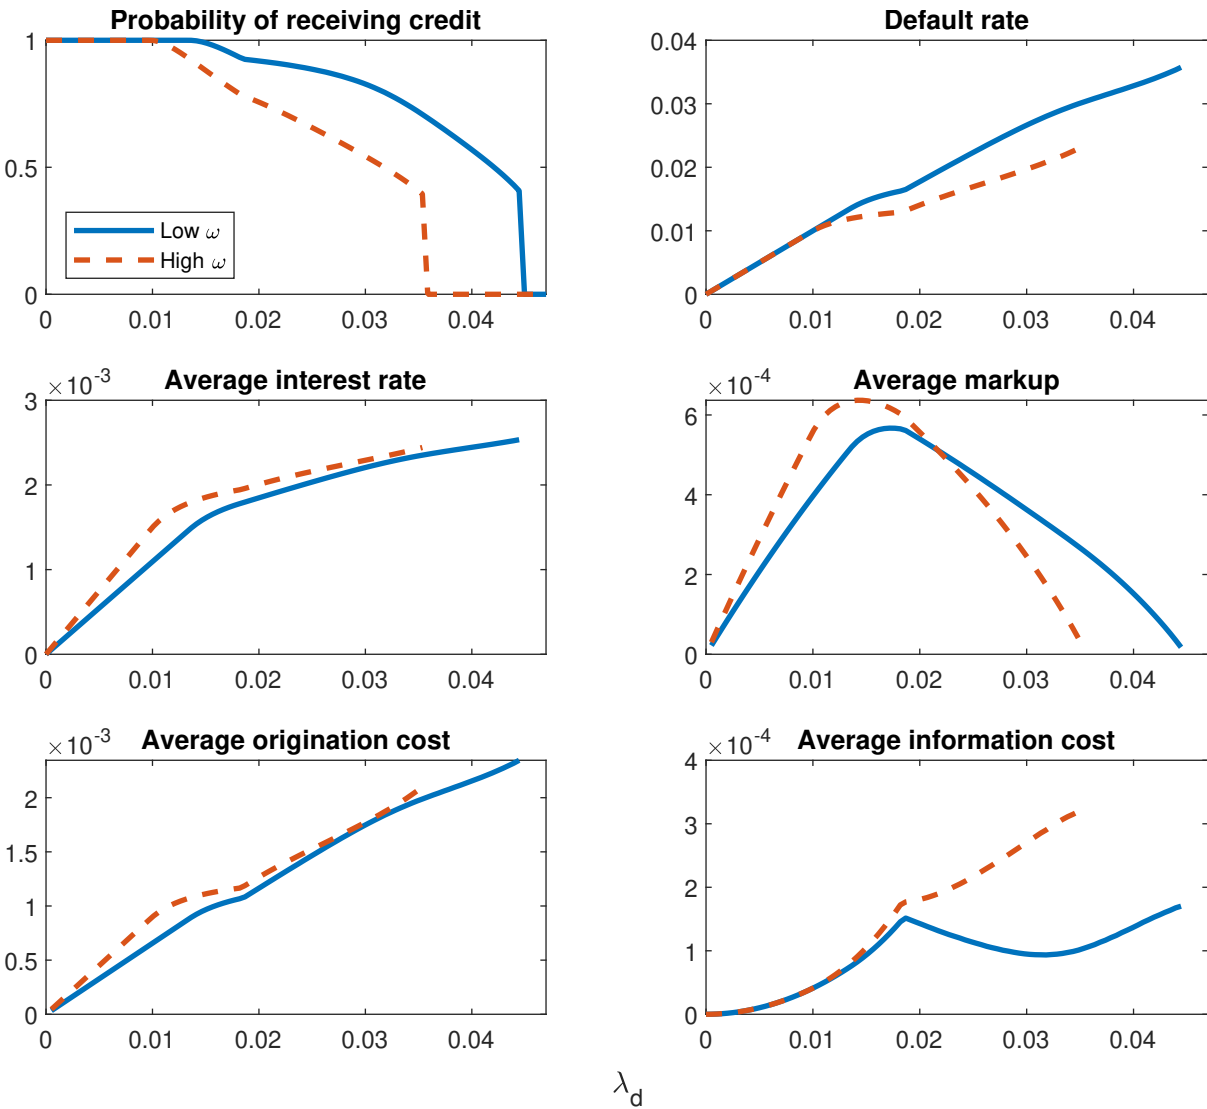 Probability of receiving credit
1
0.5
0
0 0.01 0.02 0.03 0.04
Low ω
High ω
Default rate
0.04
0.03
0.02
0.01
0
0 0.01 0.02 0.03 0.04
×10-3
Average interest rate
3
2
1
0
0 0.01 0.02 0.03 0.04
×10-4
Average markup
6
4
2
0
0 0.01 0.02 0.03 0.04
×10-3
Average origination cost
2
1.5
1
0.5
0
0 0.01 0.02 0.03 0.04
×10-4
Average information cost
4
3
2
1
0
0 0.01 0.02 0.03 0.04
λd